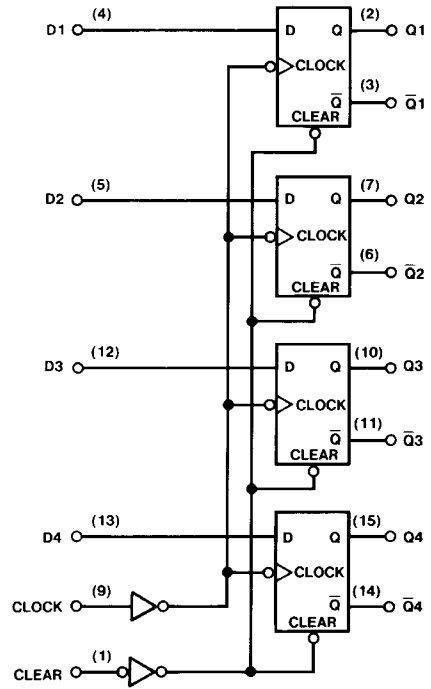 D1 (4) D Q (2) Q1
CLOCK
Q̅ (3) Q̅1
CLEAR
D2 (5) D Q (7) Q2
CLOCK
Q̅ (6) Q̅2
CLEAR
D3 (12) D Q (10) Q3
CLOCK
Q̅ (11) Q̅3
CLEAR
D4 (13) D Q (15) Q4
CLOCK
CLOCK (9) Q̅ (14) Q̅4
CLEAR
CLEAR (1)